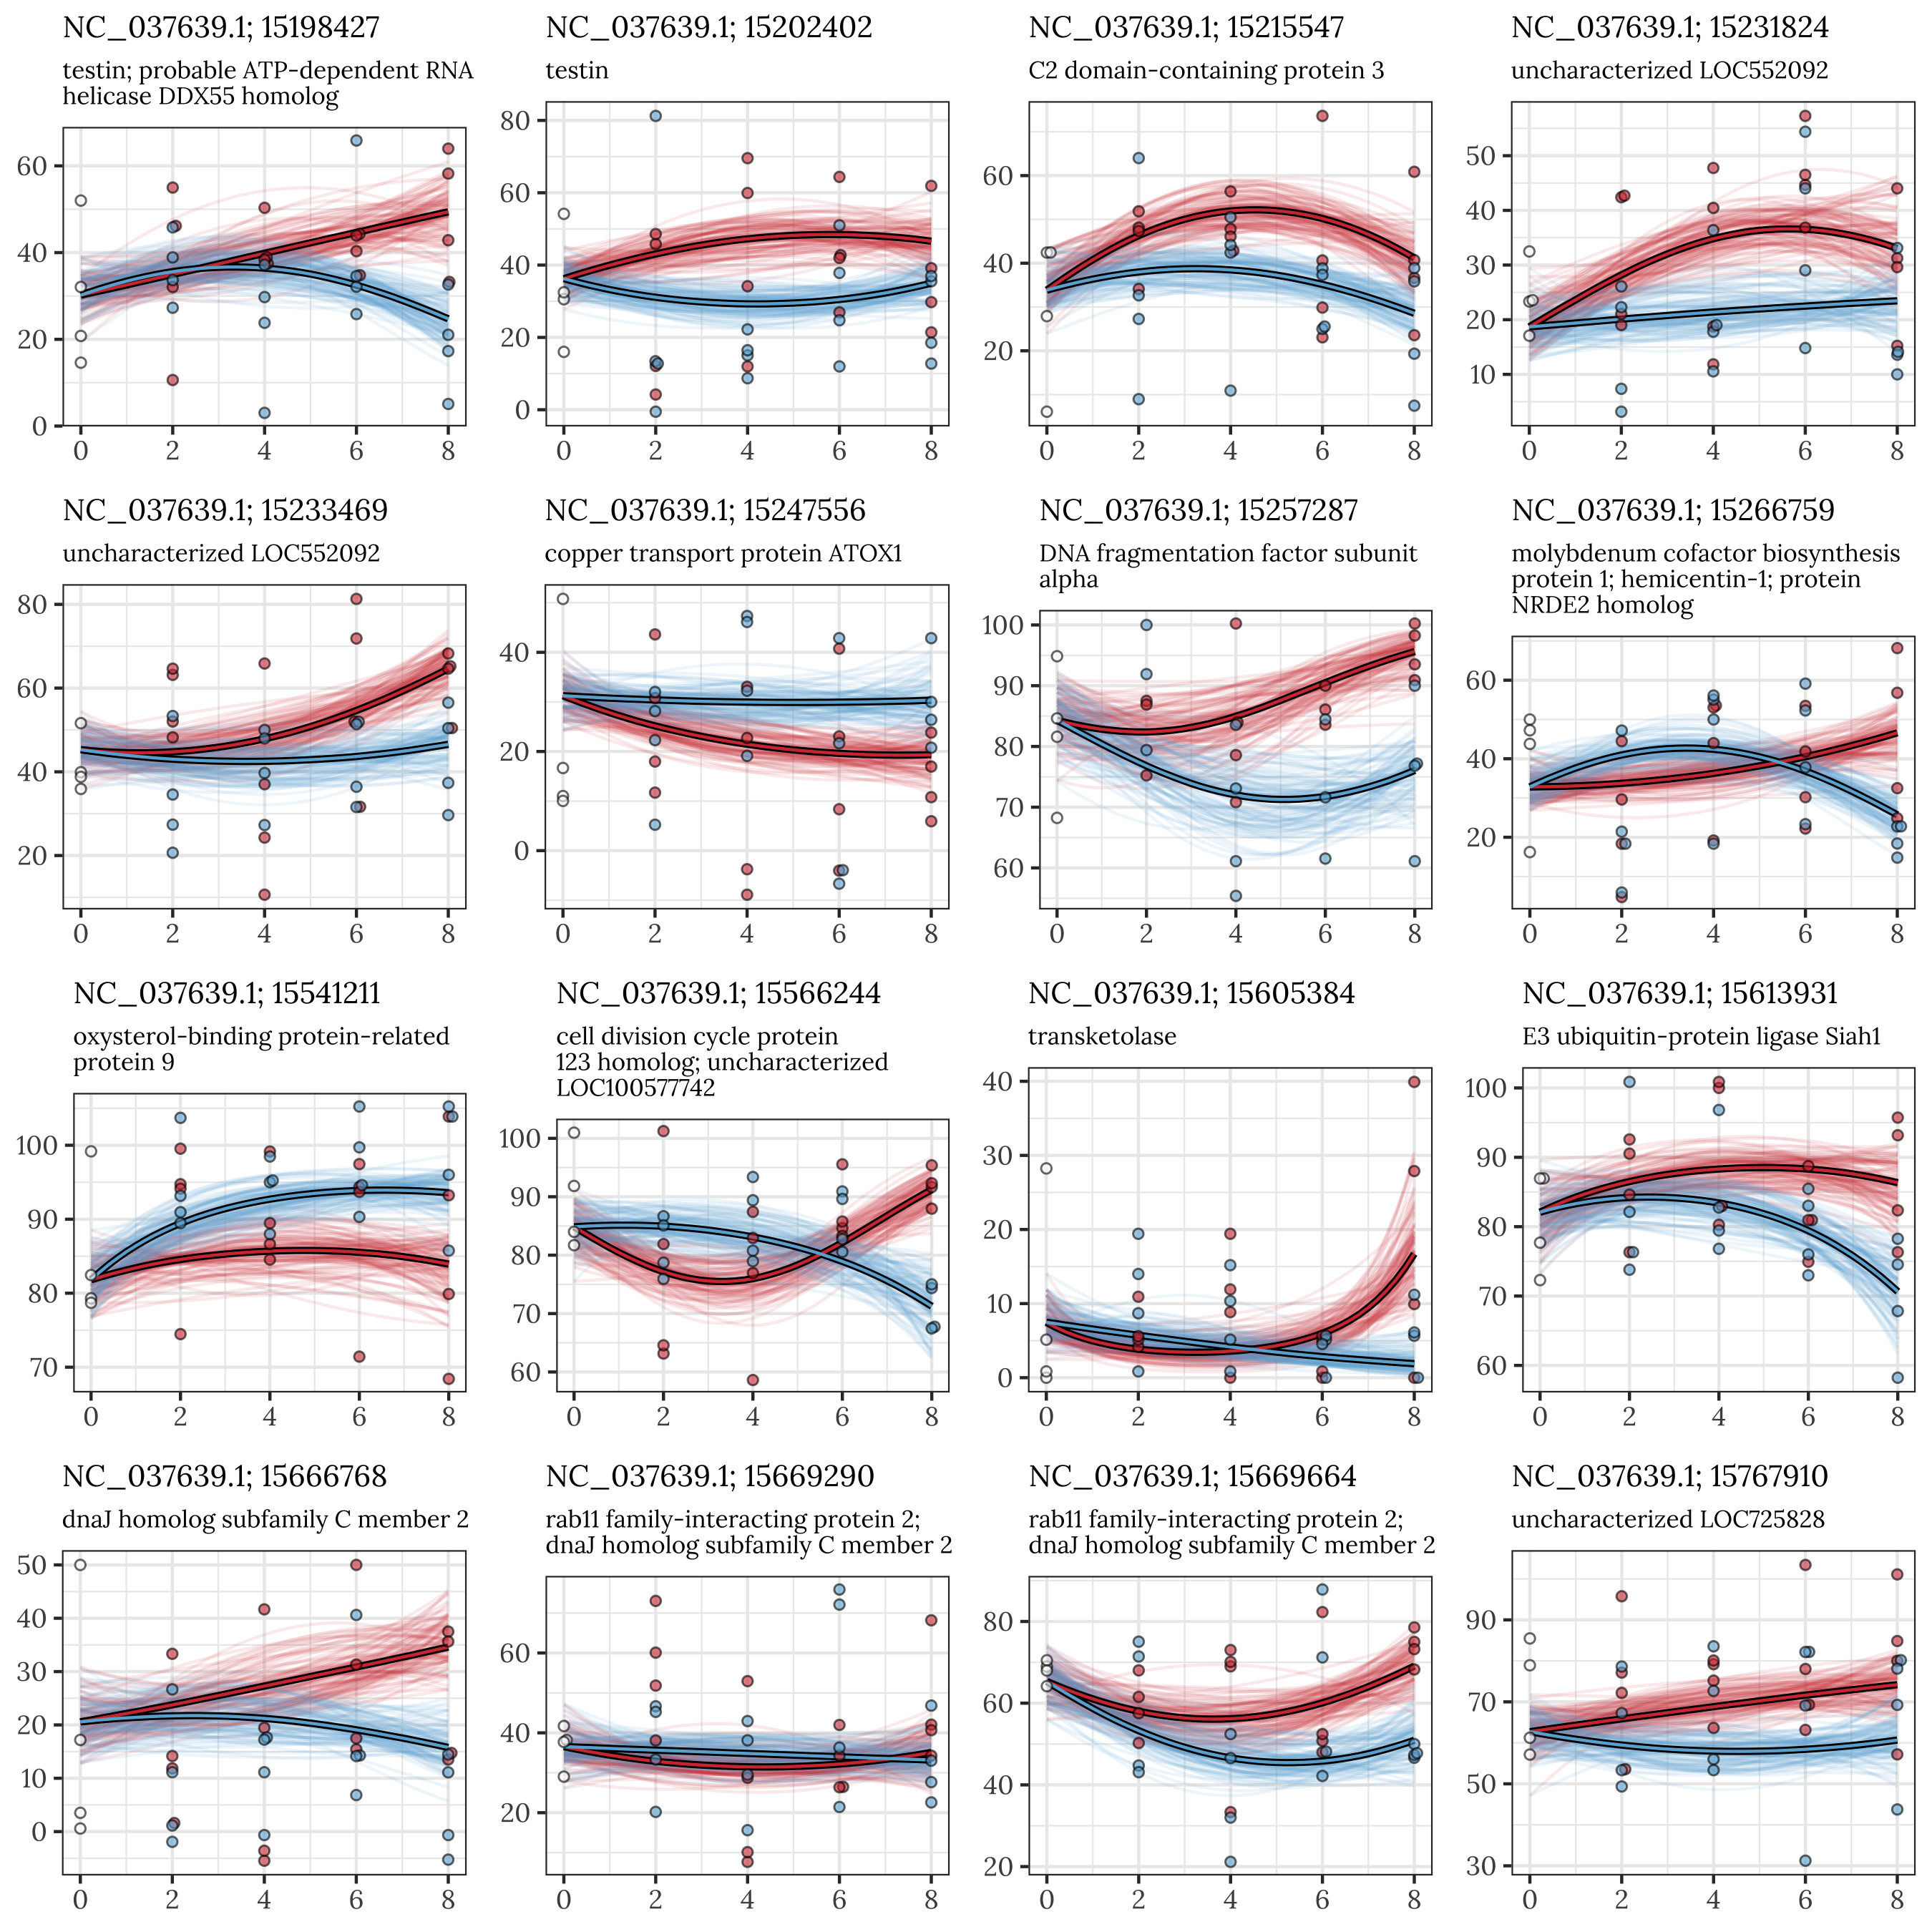 NC_037639.1; 15198427
testin; probable ATP-dependent RNA
helicase DDX55 homolog
60
40
20
0
0 2 4 6 8
NC_037639.1; 15202402
testin
80
60
40
20
0
0 2 4 6 8
NC_037639.1; 15215547
C2 domain-containing protein 3
60
40
20
0 2 4 6 8
NC_037639.1; 15231824
uncharacterized LOC552092
50
40
30
20
10
0 2 4 6 8
NC_037639.1; 15233469
uncharacterized LOC552092
80
60
40
20
0 2 4 6 8
NC_037639.1; 15247556
copper transport protein ATOX1
40
20
0
0 2 4 6 8
NC_037639.1; 15257287
DNA fragmentation factor subunit
alpha
100
90
80
70
60
0 2 4 6 8
NC_037639.1; 15266759
molybdenum cofactor biosynthesis
protein 1; hemicentin-1; protein
NRDE2 homolog
60
40
20
0 2 4 6 8
NC_037639.1; 15541211
oxysterol-binding protein-related
protein 9
100
90
80
70
0 2 4 6 8
NC_037639.1; 15566244
cell division cycle protein
123 homolog; uncharacterized
LOC100577742
100
90
80
70
60
0 2 4 6 8
NC_037639.1; 15605384
transketolase
40
30
20
10
0
0 2 4 6 8
NC_037639.1; 15613931
E3 ubiquitin-protein ligase Siah1
100
90
80
70
60
0 2 4 6 8
NC_037639.1; 15666768
dnaJ homolog subfamily C member 2
50
40
30
20
10
0
0 2 4 6 8
NC_037639.1; 15669290
rab11 family-interacting protein 2;
dnaJ homolog subfamily C member 2
60
40
20
0 2 4 6 8
NC_037639.1; 15669664
rab11 family-interacting protein 2;
dnaJ homolog subfamily C member 2
80
60
40
20
0 2 4 6 8
NC_037639.1; 15767910
uncharacterized LOC725828
90
70
50
30
0 2 4 6 8